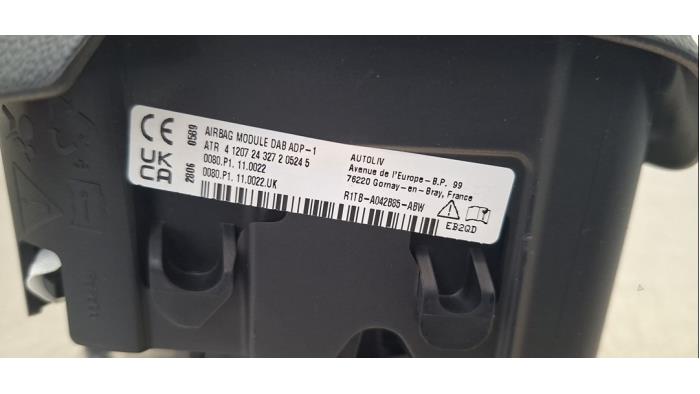 CE 0589
UK CA 2806
AIRBAG MODULE DAB ADP-1
ATR 4 1207 24 327 2 0524 5
0080.P1. 11.0022
0080.P1. 11.0022.UK
AUTOLIV
Avenue de l'Europe-B.P. 99
76220 Gornay-en-Bray, France
R1TB-A042B85-ABW
EB2QD